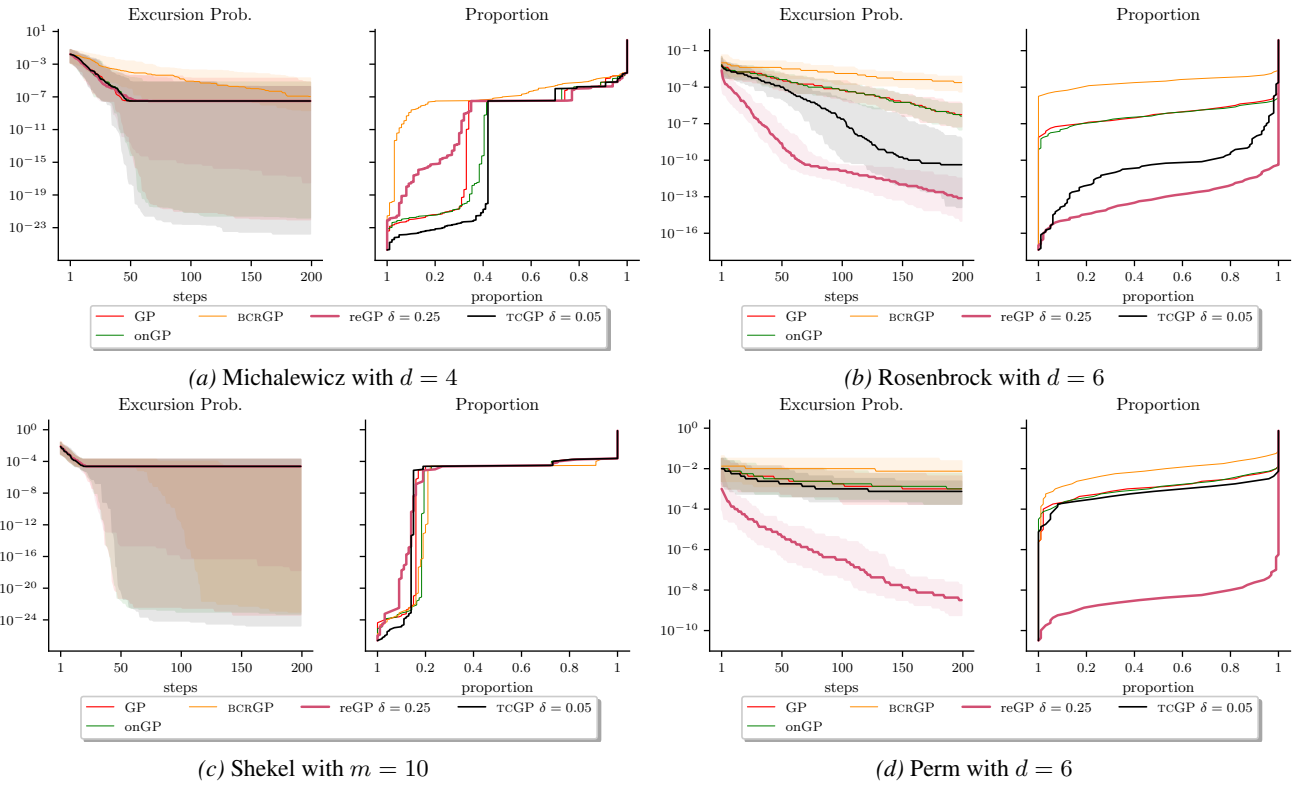 Excursion Prob.
Proportion
10^1
10^−3
10^−7
10^−11
10^−15
10^−19
10^−23
1 50 100 150 200
steps
1 0.2 0.4 0.6 0.8 1
proportion
GP
BCRGP
reGP δ = 0.25
TCGP δ = 0.05
onGP
(a) Michalewicz with d = 4
Excursion Prob.
Proportion
10^−1
10^−4
10^−7
10^−10
10^−13
10^−16
1 50 100 150 200
steps
1 0.2 0.4 0.6 0.8 1
proportion
GP
BCRGP
reGP δ = 0.25
TCGP δ = 0.05
onGP
(b) Rosenbrock with d = 6
Excursion Prob.
Proportion
10^0
10^−4
10^−8
10^−12
10^−16
10^−20
10^−24
1 50 100 150 200
steps
1 0.2 0.4 0.6 0.8 1
proportion
GP
BCRGP
reGP δ = 0.25
TCGP δ = 0.05
onGP
(c) Shekel with m = 10
Excursion Prob.
Proportion
10^0
10^−2
10^−4
10^−6
10^−8
10^−10
1 50 100 150 200
steps
1 0.2 0.4 0.6 0.8 1
proportion
GP
BCRGP
reGP δ = 0.25
TCGP δ = 0.05
onGP
(d) Perm with d = 6